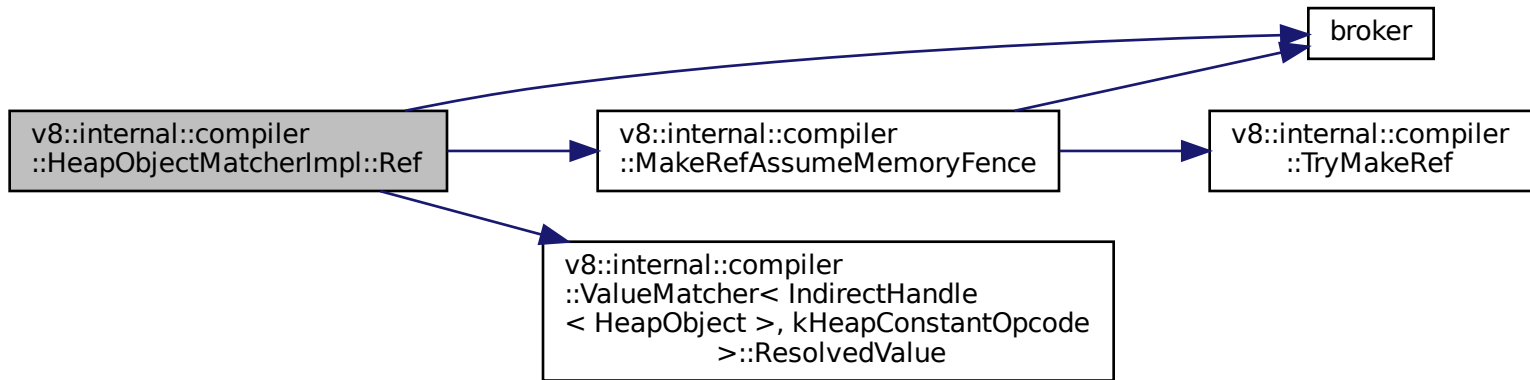 v8::internal::compiler
::HeapObjectMatcherImpl::Ref
broker
v8::internal::compiler
::MakeRefAssumeMemoryFence
v8::internal::compiler
::TryMakeRef
v8::internal::compiler
::ValueMatcher< IndirectHandle
< HeapObject >, kHeapConstantOpcode
>::ResolvedValue